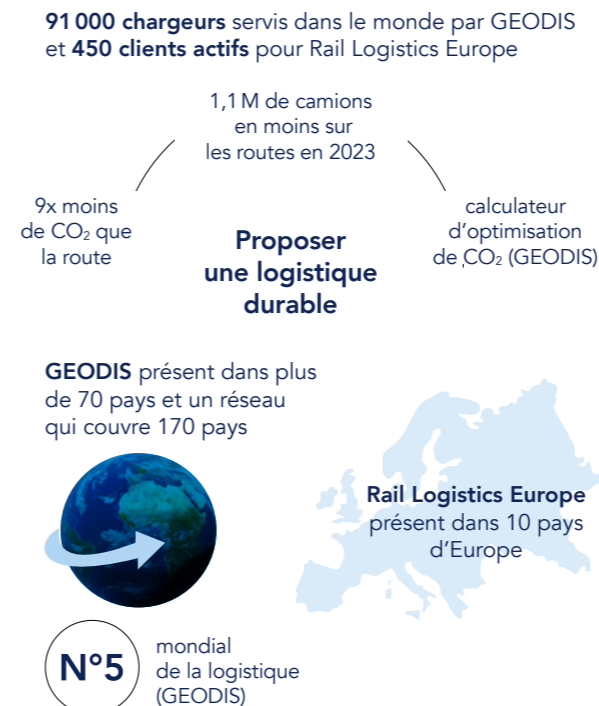 91 000 chargeurs servis dans le monde par GEODIS
et 450 clients actifs pour Rail Logistics Europe
1,1 M de camions
en moins sur
les routes en 2023
9x moins
de CO₂ que
la route
Proposer
une logistique
durable
calculateur
d'optimisation
de CO₂ (GEODIS)
GEODIS présent dans plus
de 70 pays et un réseau
qui couvre 170 pays
Rail Logistics Europe
présent dans 10 pays
d'Europe
N°5
mondial
de la logistique
(GEODIS)